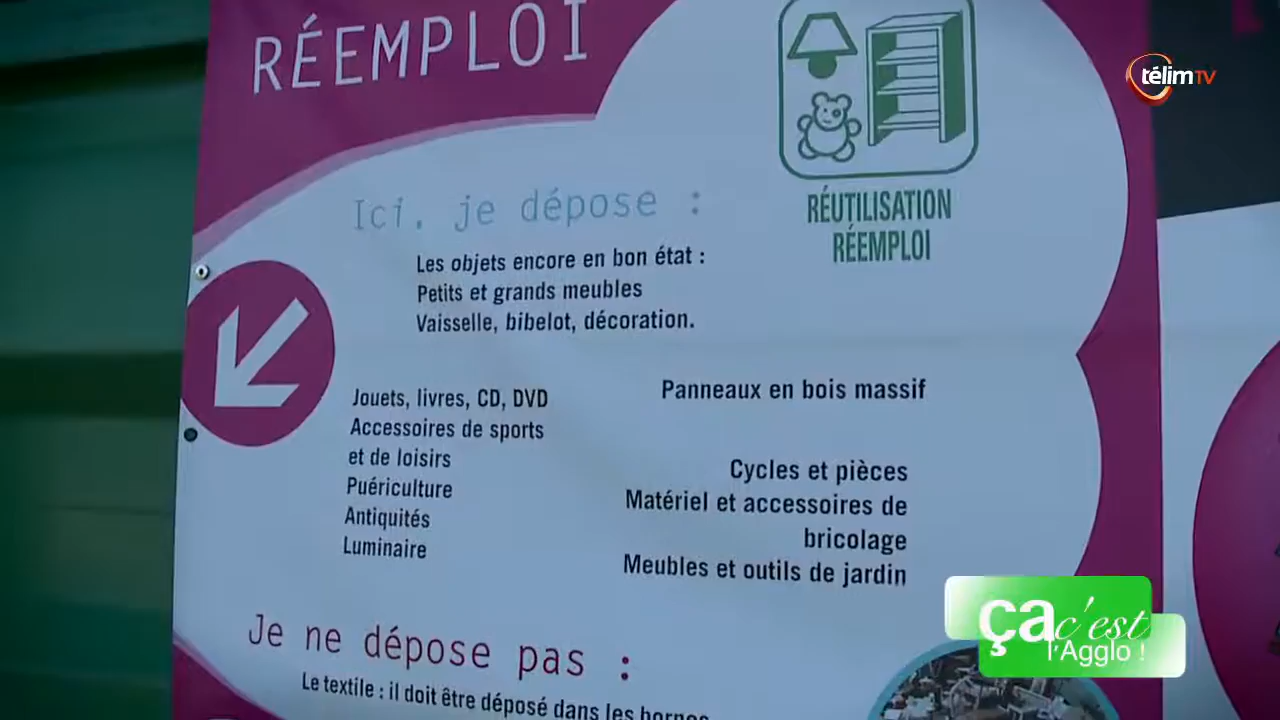 RÉEMPLOI
télim TV
RÉUTILISATION
RÉEMPLOI
Ici, je dépose :
Les objets encore en bon état :
Petits et grands meubles
Vaisselle, bibelot, décoration.
Jouets, livres, CD, DVD
Accessoires de sports
et de loisirs
Puériculture
Antiquités
Luminaire
Panneaux en bois massif
Cycles et pièces
Matériel et accessoires de
bricolage
Meubles et outils de jardin
Je ne dépose pas :
Le textile : il doit être déposé dans les bornes
ça c'est
l'Agglo !